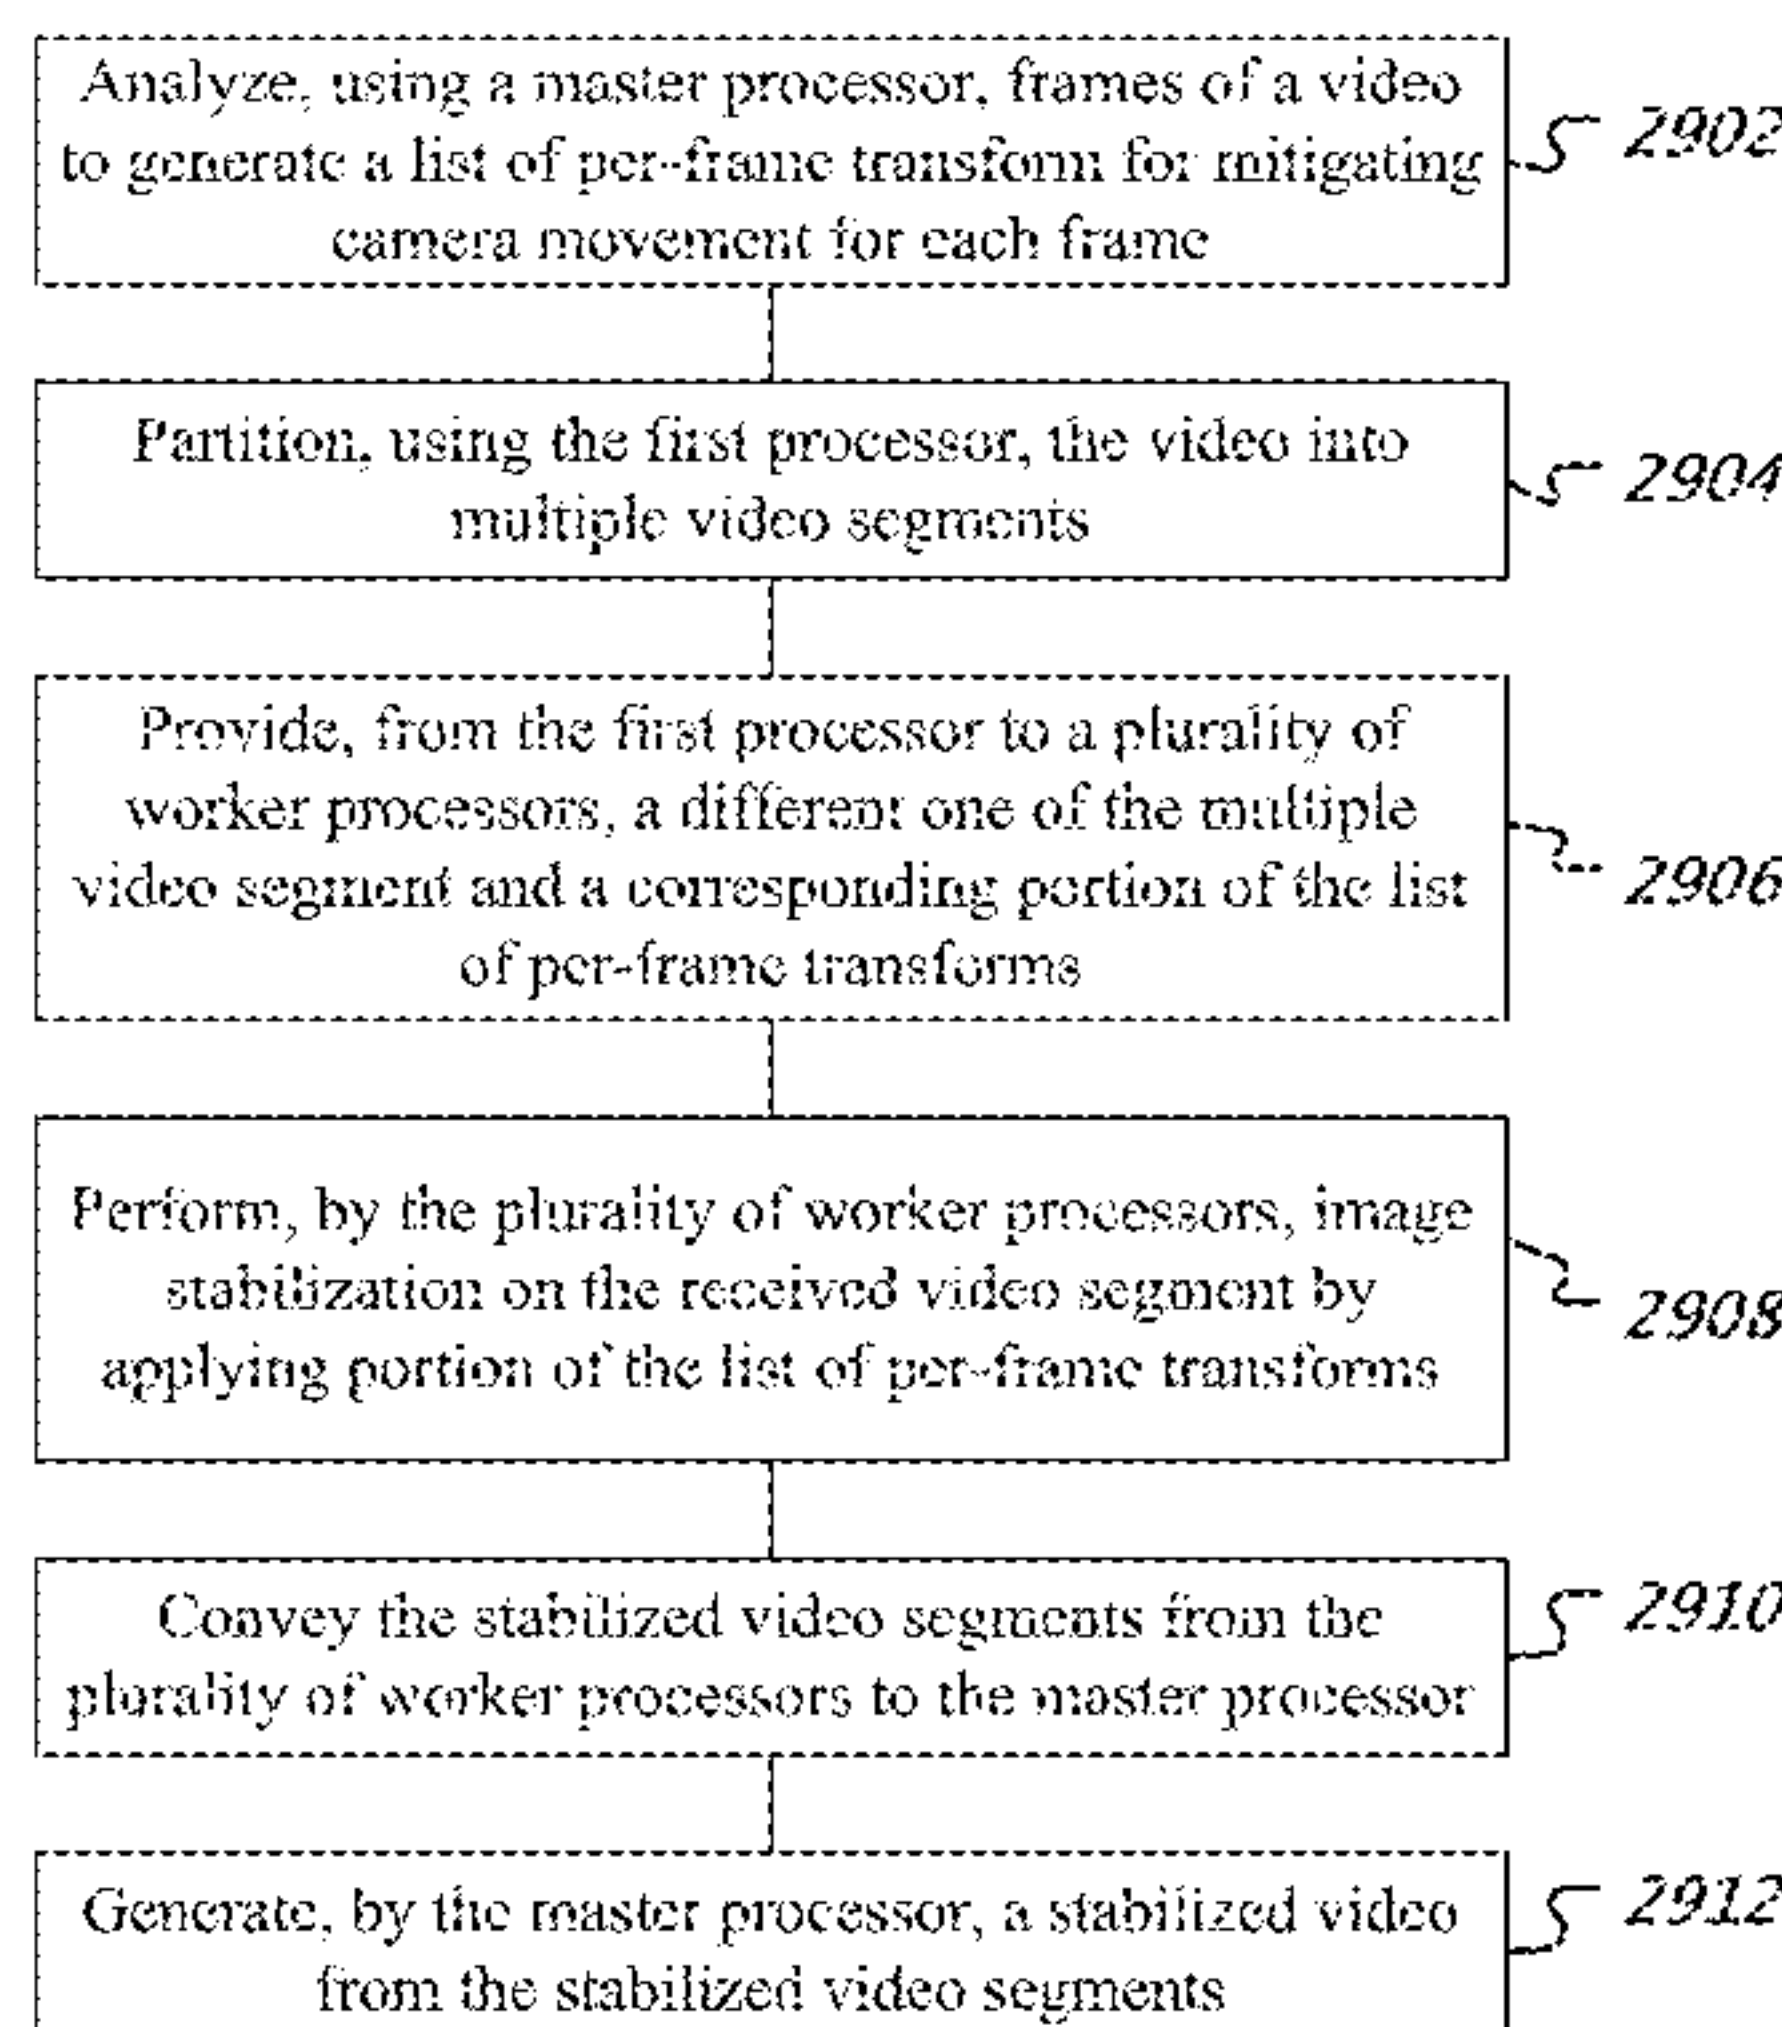 Analyze, using a master processor, frames of a video
to generate a list of per-frame transform for mitigating
camera movement for each frame
2902
Partition, using the first processor, the video into
multiple video segments
2904
Provide, from the first processor to a plurality of
worker processors, a different one of the multiple
video segment and a corresponding portion of the list
of per-frame transforms
2906
Perform, by the plurality of worker processors, image
stabilization on the received video segment by
applying portion of the list of per-frame transforms
2908
Convey the stabilized video segments from the
plurality of worker processors to the master processor
2910
Generate, by the master processor, a stabilized video
from the stabilized video segments
2912